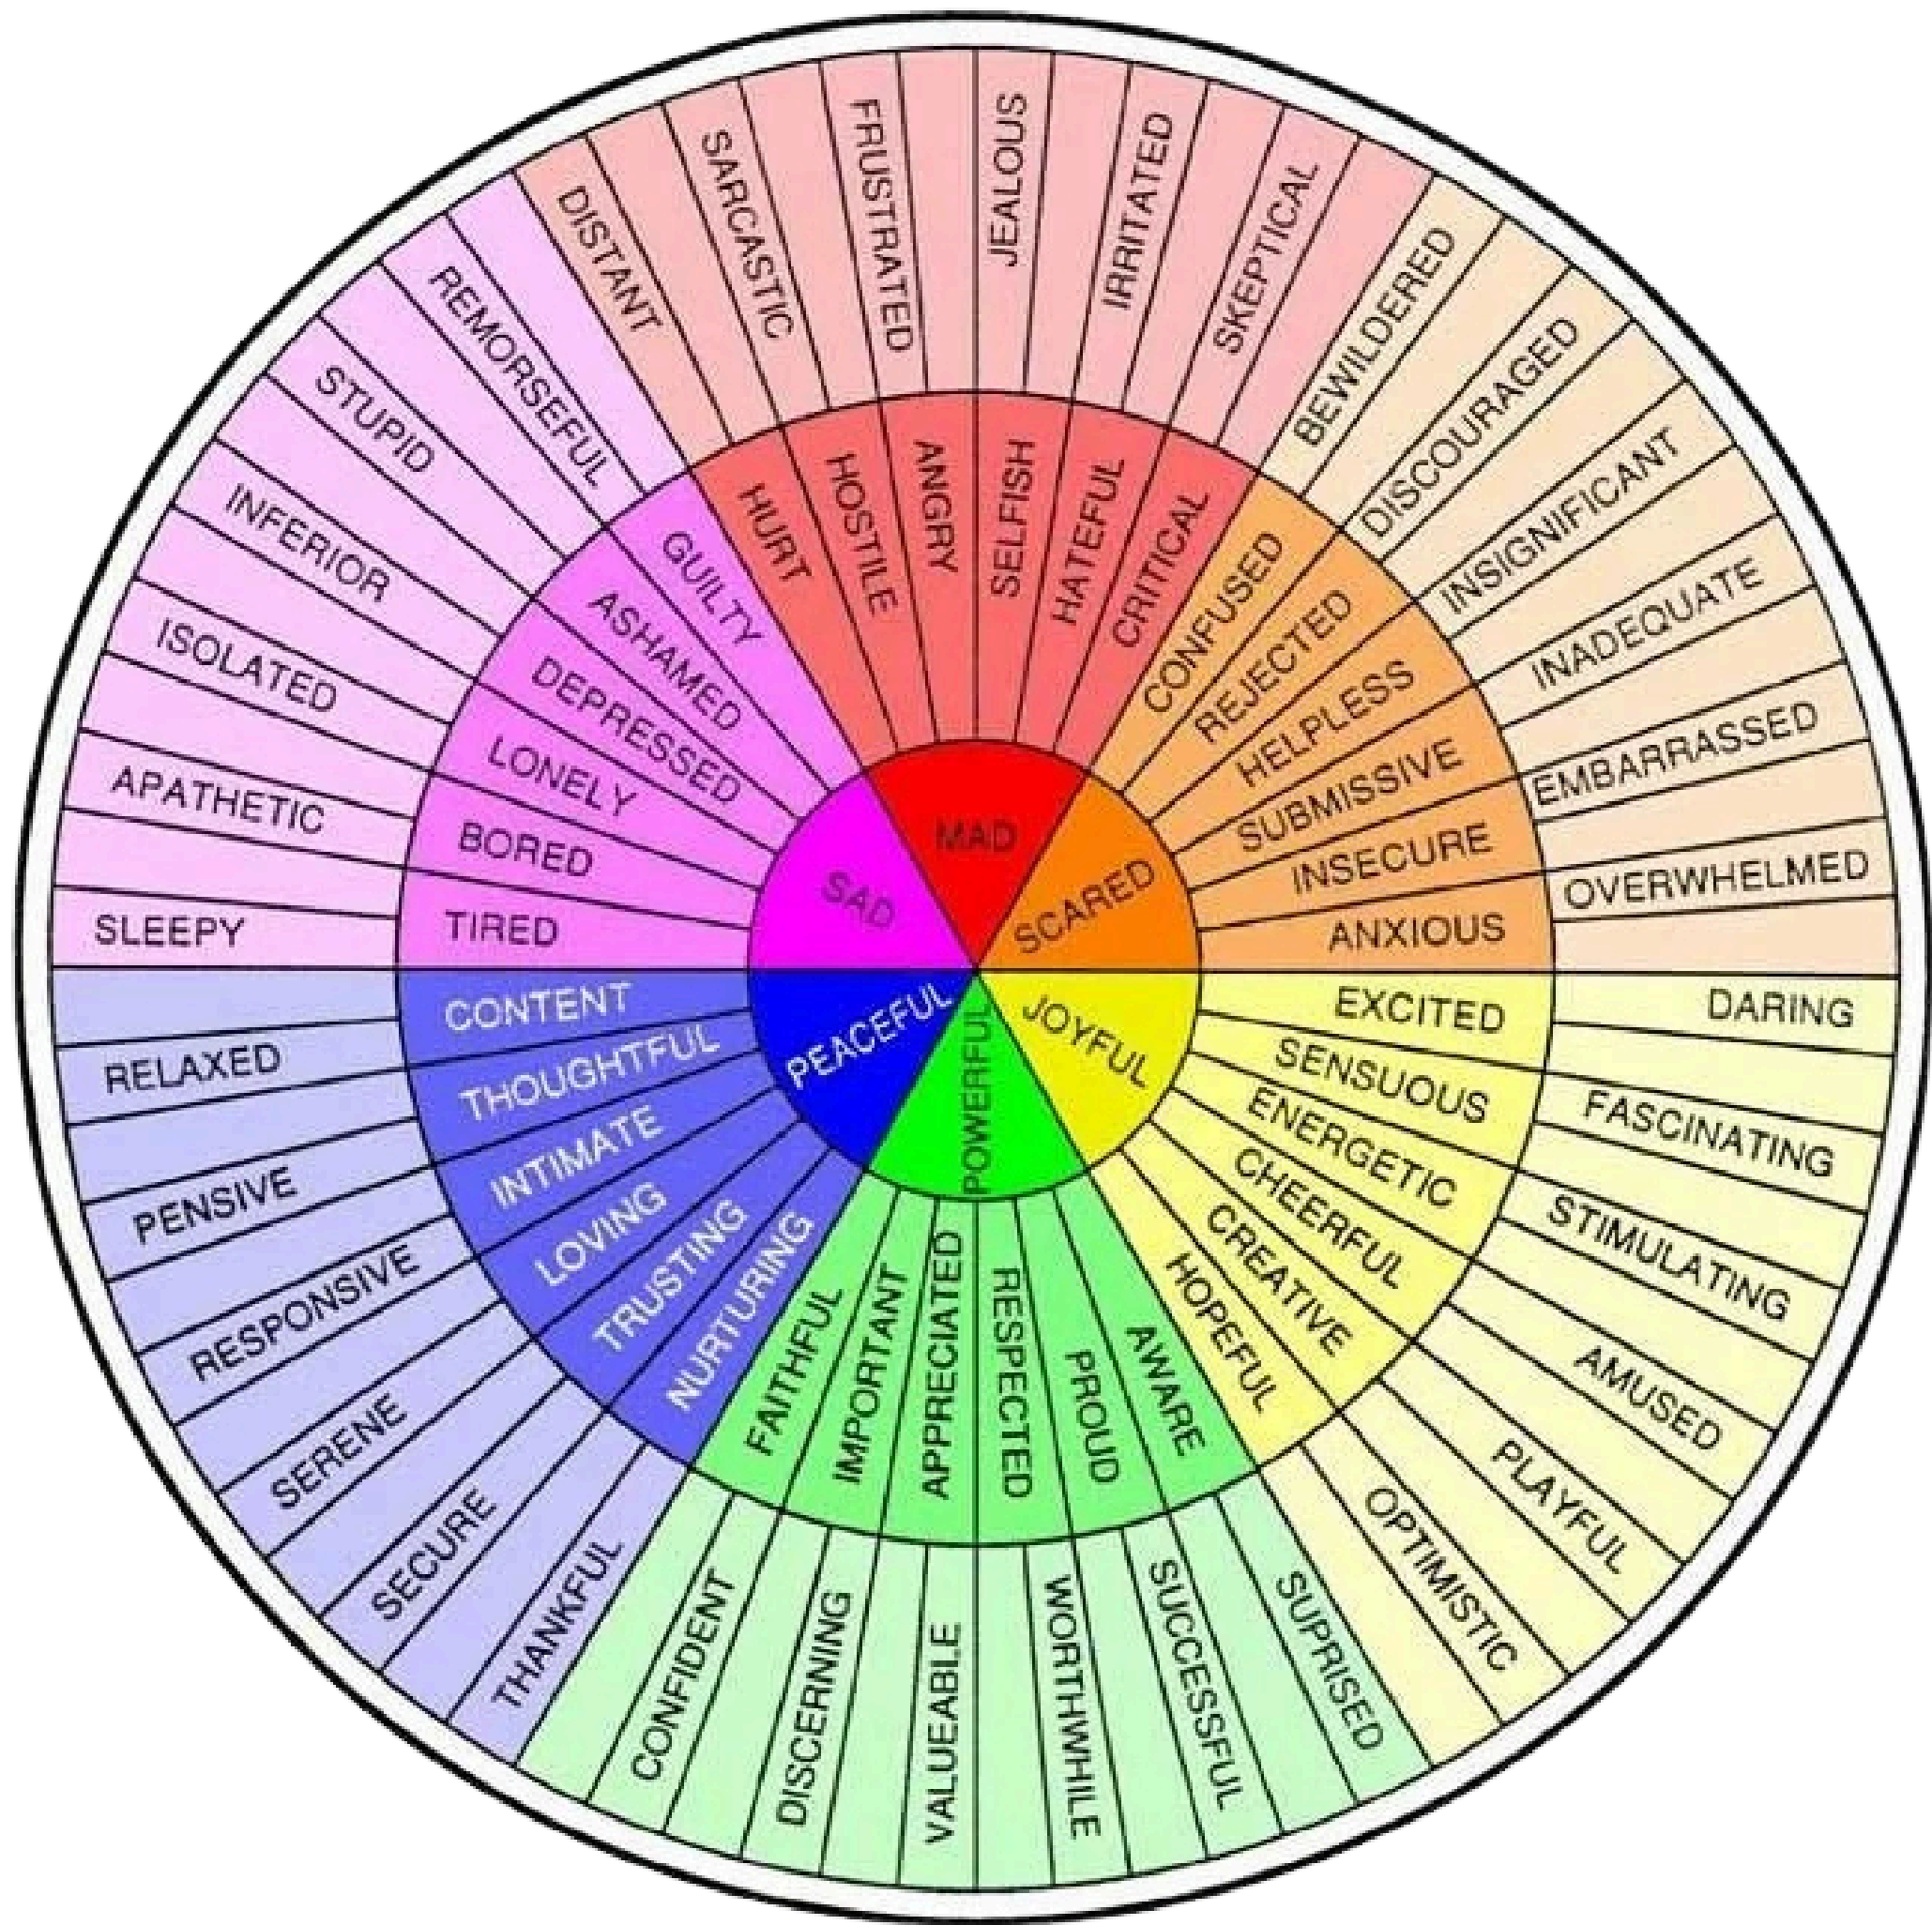 MAD
SCARED
JOYFUL
POWERFUL
PEACEFUL
SAD
HURT
HOSTILE
ANGRY
SELFISH
HATEFUL
CRITICAL
CONFUSED
REJECTED
HELPLESS
SUBMISSIVE
INSECURE
ANXIOUS
EXCITED
SENSUOUS
ENERGETIC
CHEERFUL
CREATIVE
HOPEFUL
AWARE
PROUD
RESPECTED
APPRECIATED
IMPORTANT
FAITHFUL
NURTURING
TRUSTING
LOVING
INTIMATE
THOUGHTFUL
CONTENT
TIRED
BORED
LONELY
DEPRESSED
ASHAMED
GUILTY
DISTANT
SARCASTIC
FRUSTRATED
JEALOUS
IRRITATED
SKEPTICAL
BEWILDERED
DISCOURAGED
INSIGNIFICANT
INADEQUATE
EMBARRASSED
OVERWHELMED
DARING
FASCINATING
STIMULATING
AMUSED
PLAYFUL
OPTIMISTIC
SUPRISED
SUCCESSFUL
WORTHWHILE
VALUEABLE
DISCERNING
CONFIDENT
THANKFUL
SECURE
SERENE
RESPONSIVE
PENSIVE
RELAXED
SLEEPY
APATHETIC
ISOLATED
INFERIOR
STUPID
REMORSEFUL